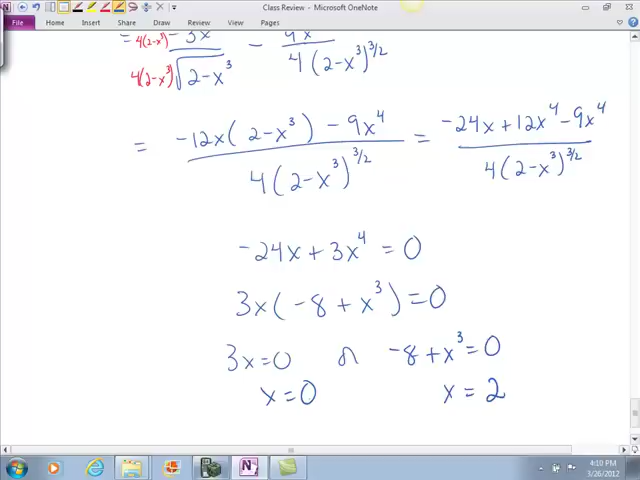 Class Review - Microsoft OneNote
File Home Insert Share Draw Review View
= 4(2-x³) -3x / 4(2-x³) √2-x³ - 9x⁴ / 4(2-x³)^3/2
= -12x(2-x³) - 9x⁴ / 4(2-x³)^3/2 = -24x+12x⁴-9x⁴ / 4(2-x³)^3/2
-24x + 3x⁴ = 0
3x(-8 + x³) = 0
3x=0 or -8+x³=0
x=0 x=2
4:10 PM
3/26/2012